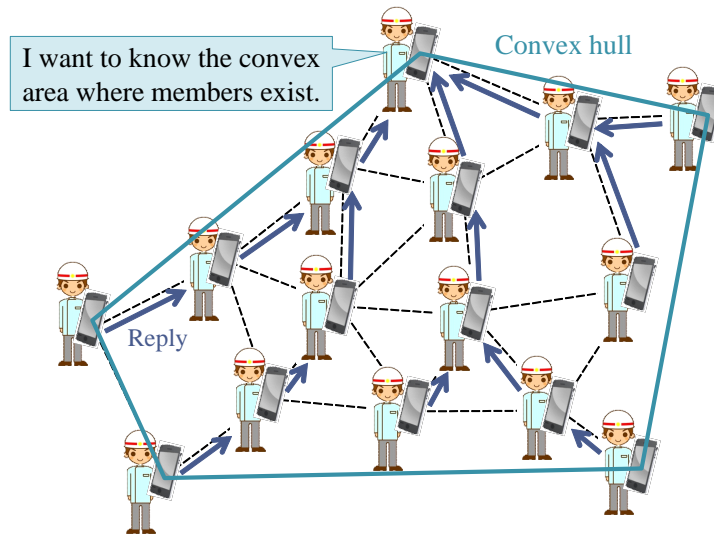 I want to know the convex
area where members exist.
Convex hull
Reply